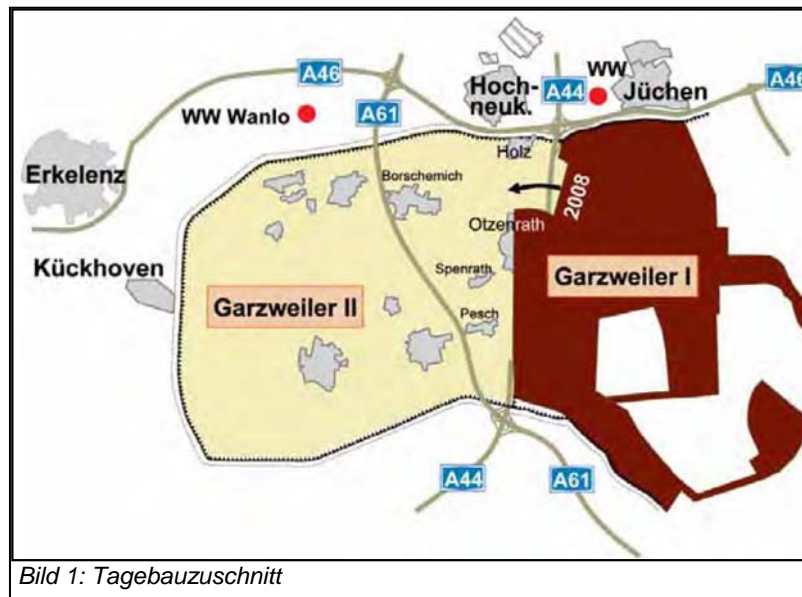 A46
Hoch-
neuk.
WW
A44
Jüchen
A46
WW Wanlo
A61
Erkelenz
Holz
Borschemich
2008
Otzenrath
Kückhoven
Spenrath
Garzweiler II
Garzweiler I
Pesch
A44
A61
Bild 1: Tagebauzuschnitt